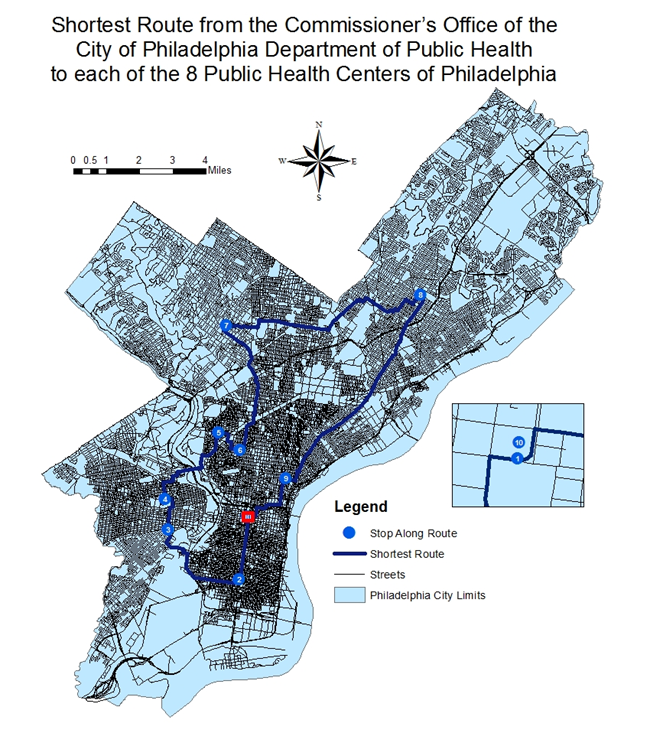 Shortest Route from the Commissioner's Office of the
City of Philadelphia Department of Public Health
to each of the 8 Public Health Centers of Philadelphia
N
W E
S
0 0.5 1 2 3 4
Miles
8
7
5
6
9
4
3
2
10
1
Legend
Stop Along Route
Shortest Route
Streets
Philadelphia City Limits